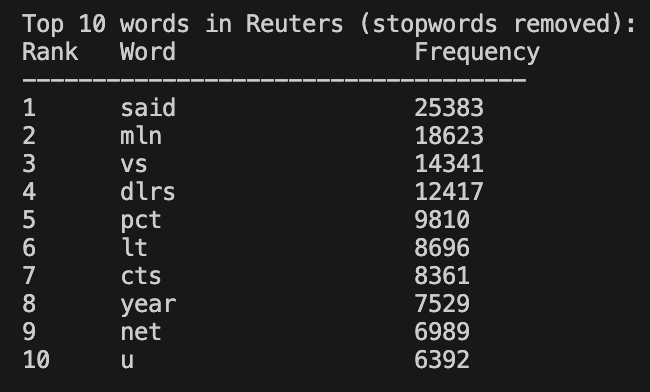 Top 10 words in Reuters (stopwords removed):
Rank Word Frequency
------------------------------------
1 said 25383
2 mln 18623
3 vs 14341
4 dlrs 12417
5 pct 9810
6 lt 8696
7 cts 8361
8 year 7529
9 net 6989
10 u 6392